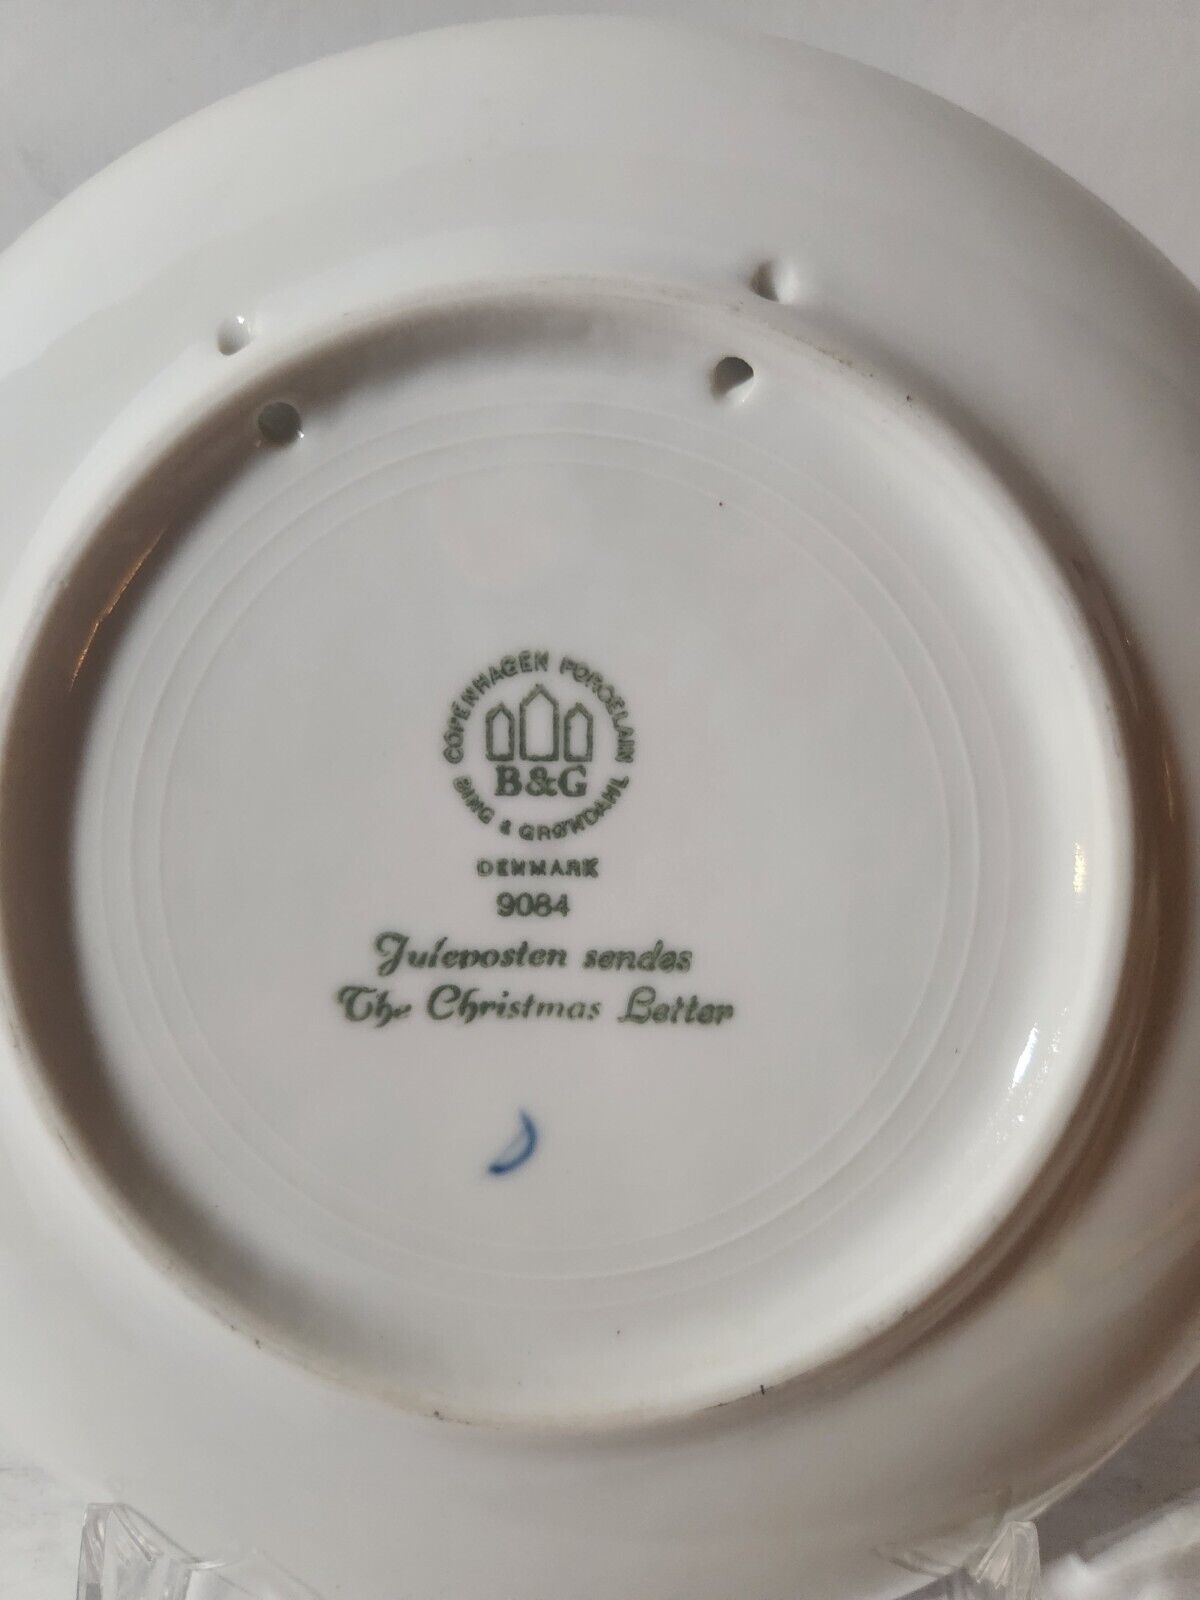 COPENHAGEN PORCELAIN
B&G
BING & GRØNDAHL
DENMARK
9084
Juleposten sendes
The Christmas Letter